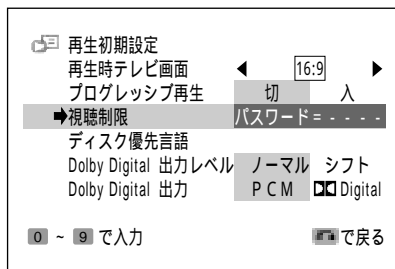 再生初期設定
再生時テレビ画面 ◀ 16:9 ▶
プログレッシブ再生 切 入
➡視聴制限 パスワード= - - - -
ディスク優先言語
Dolby Digital 出力レベル ノーマル シフト
Dolby Digital 出力 PCM Digital
0 ~ 9 で入力 で戻る